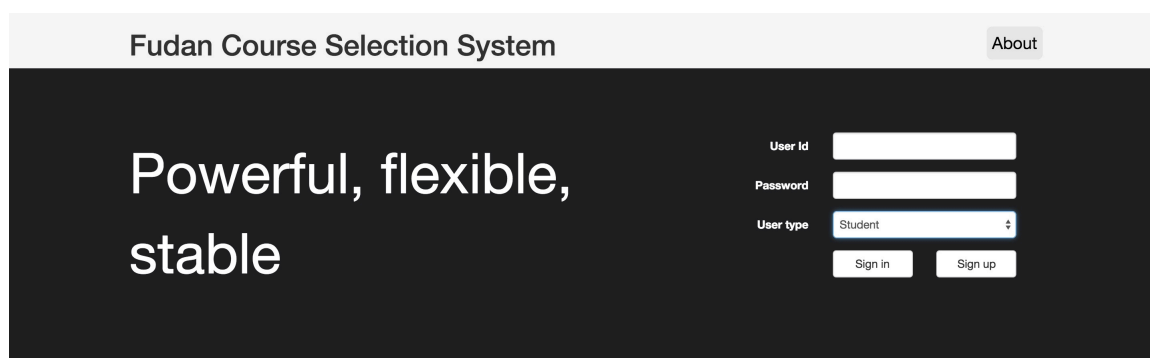 Fudan Course Selection System
About
Powerful, flexible,
stable
User Id
Password
User type
Student
Sign in
Sign up